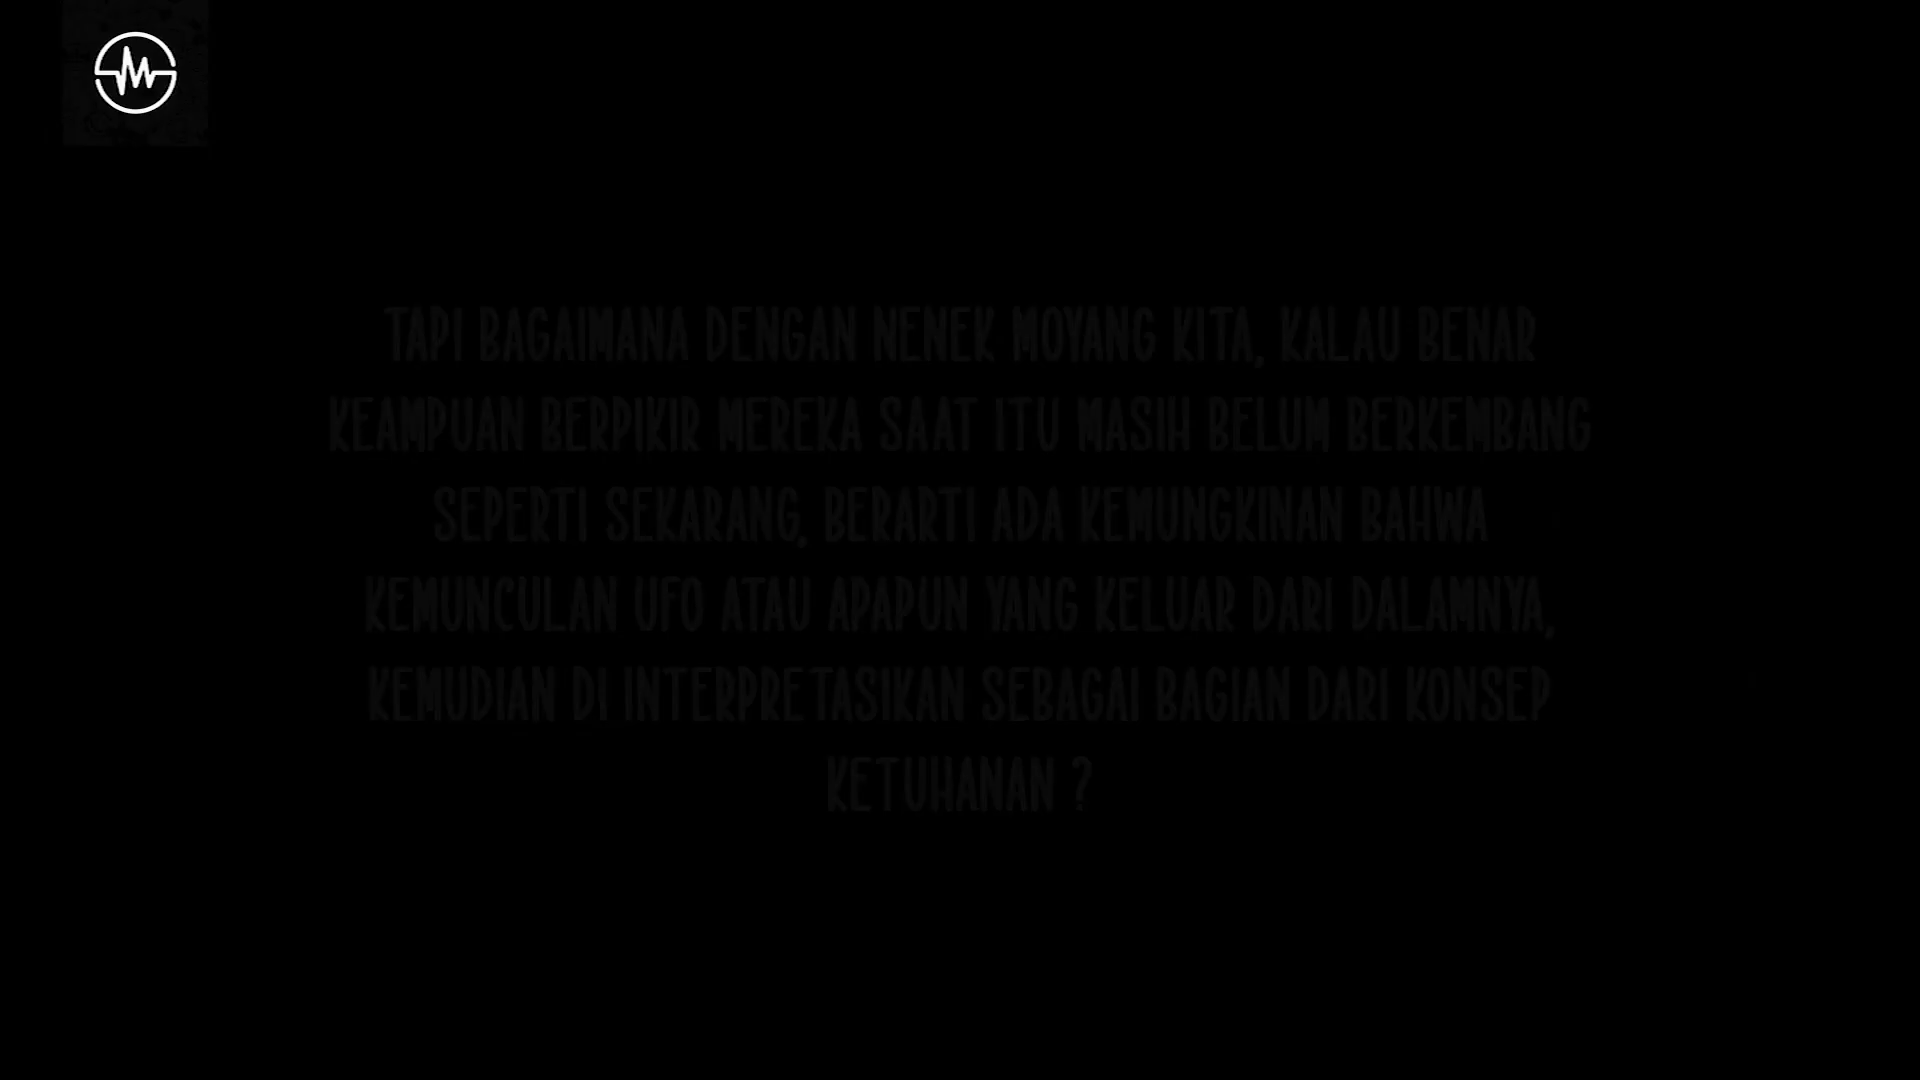 TAPI BAGAIMANA DENGAN NENEK MOYANG KITA, KALAU BENAR
KEAMPUAN BERPIKIR MEREKA SAAT ITU MASIH BELUM BERKEMBANG
SEPERTI SEKARANG, BERARTI ADA KEMUNGKINAN BAHWA
KEMUNCULAN UFO ATAU APAPUN YANG KELUAR DARI DALAMNYA,
KEMUDIAN DI INTERPRETASIKAN SEBAGAI BAGIAN DARI KONSEP
KETUHANAN ?